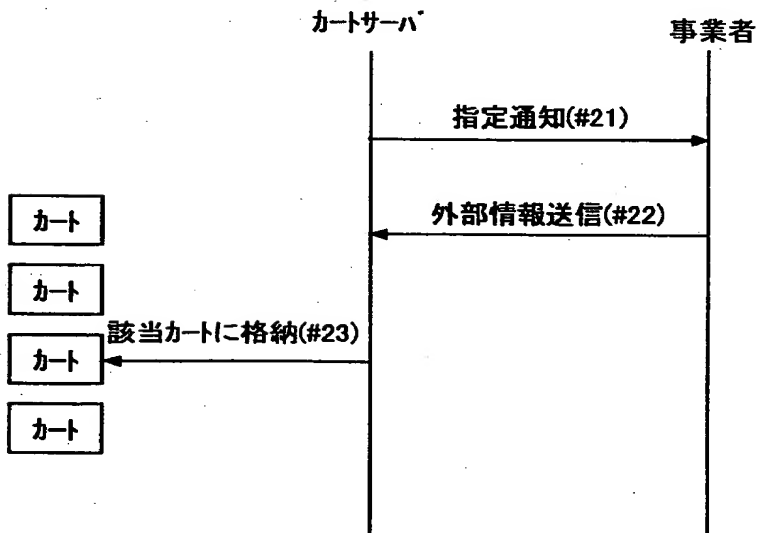 カートサーバ
事業者
指定通知(#21)
外部情報送信(#22)
カート
カート
該当カートに格納(#23)
カート
カート